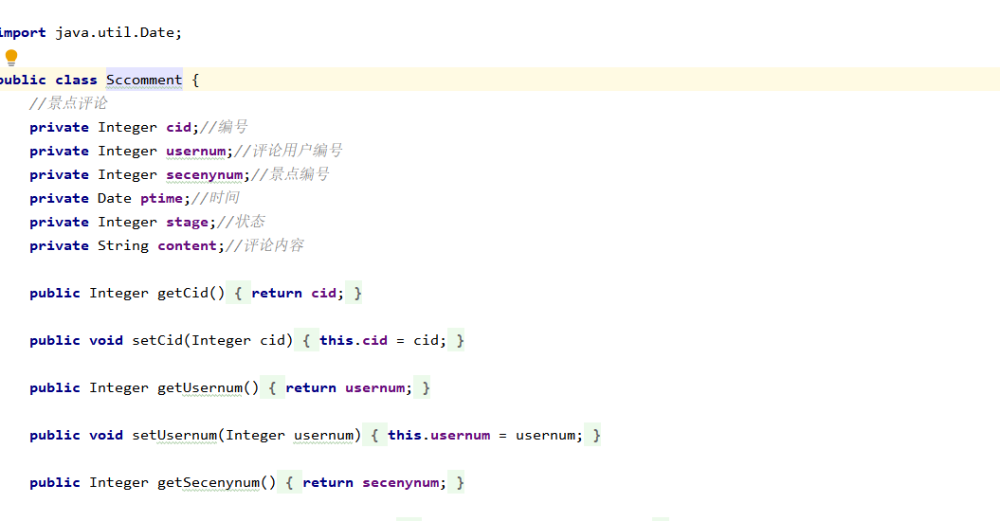 import java.util.Date;
public class Sccomment {
//景点评论
private Integer cid;//编号
private Integer usernum;//评论用户编号
private Integer secenynum;//景点编号
private Date ptime;//时间
private Integer stage;//状态
private String content;//评论内容
public Integer getCid() { return cid; }
public void setCid(Integer cid) { this.cid = cid; }
public Integer getUsernum() { return usernum; }
public void setUsernum(Integer usernum) { this.usernum = usernum; }
public Integer getSecenynum() { return secenynum; }